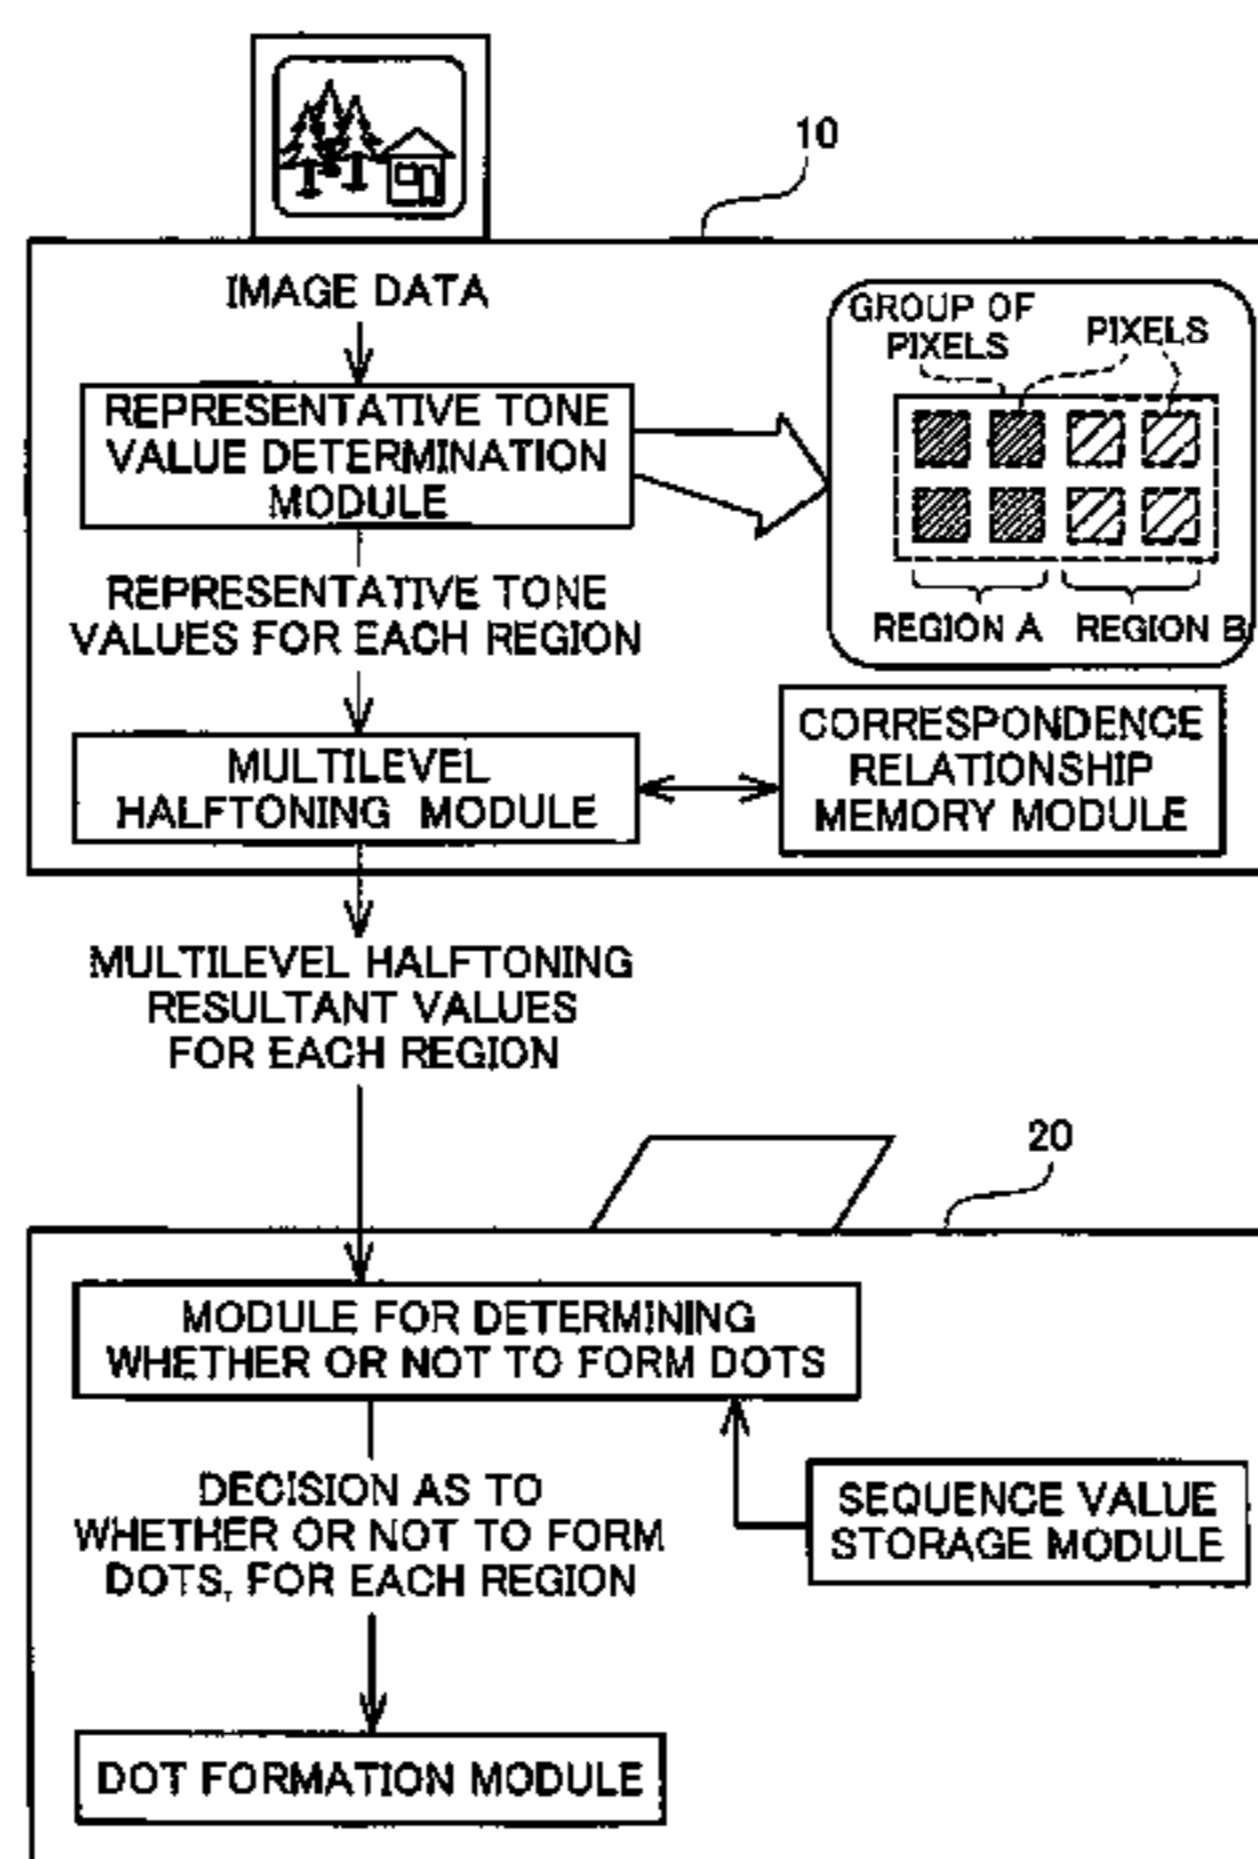 10
IMAGE DATA
GROUP OF
PIXELS
PIXELS
REPRESENTATIVE TONE
VALUE DETERMINATION
MODULE
REGION A
REGION B
REPRESENTATIVE TONE
VALUES FOR EACH REGION
MULTILEVEL
HALFTONING MODULE
CORRESPONDENCE
RELATIONSHIP
MEMORY MODULE
MULTILEVEL HALFTONING
RESULTANT VALUES
FOR EACH REGION
20
MODULE FOR DETERMINING
WHETHER OR NOT TO FORM DOTS
DECISION AS TO
WHETHER OR NOT TO FORM
DOTS, FOR EACH REGION
SEQUENCE VALUE
STORAGE MODULE
DOT FORMATION MODULE